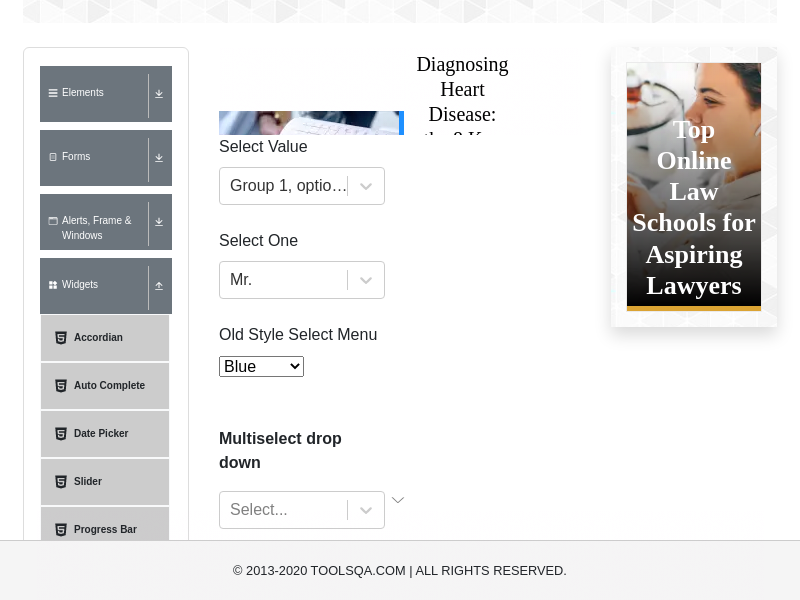 Elements
Forms
Alerts, Frame &
Windows
Widgets
Accordian
Auto Complete
Date Picker
Slider
Progress Bar
Diagnosing
Heart
Disease:
Select Value
Group 1, optio...
Select One
Mr.
Old Style Select Menu
Blue
Multiselect drop
down
Select...
Top
Online
Law
Schools for
Aspiring
Lawyers
© 2013-2020 TOOLSQA.COM | ALL RIGHTS RESERVED.